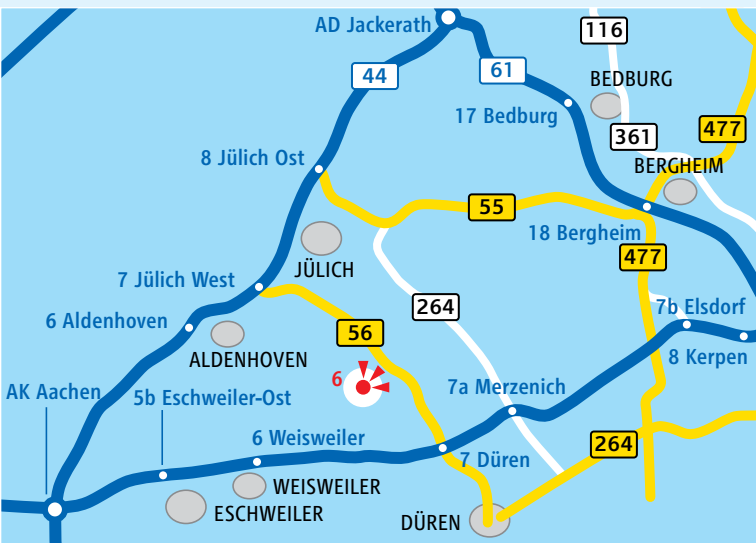 AD Jackerath
116
44
61
BEDBURG
17 Bedburg
477
361
BERGHEIM
8 Jülich Ost
55
18 Bergheim
JÜLICH
477
7 Jülich West
264
7b Elsdorf
6 Aldenhoven
56
ALDENHOVEN
8 Kerpen
6
7a Merzenich
AK Aachen
5b Eschweiler-Ost
6 Weisweiler
264
7 Düren
WEISWEILER
ESCHWEILER
DÜREN